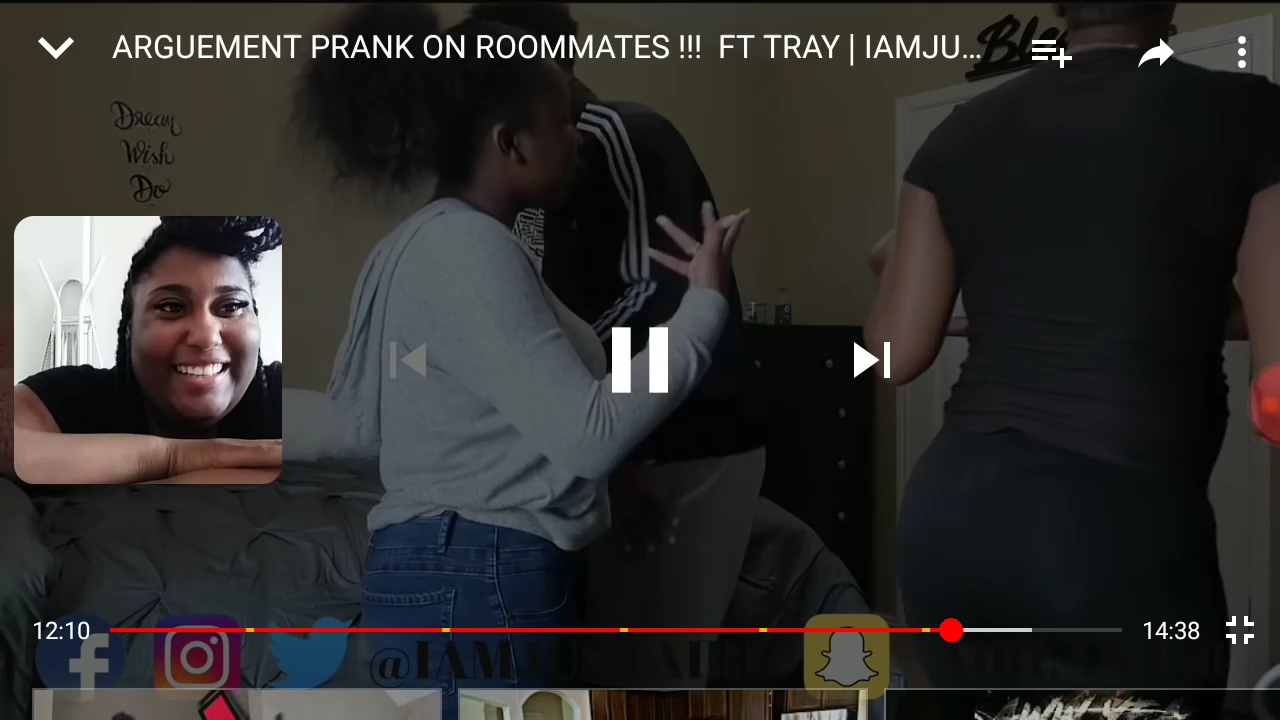 ARGUEMENT PRANK ON ROOMMATES !!! FT TRAY | IAMJU…
Dream
Wish
Do
12:10
14:38